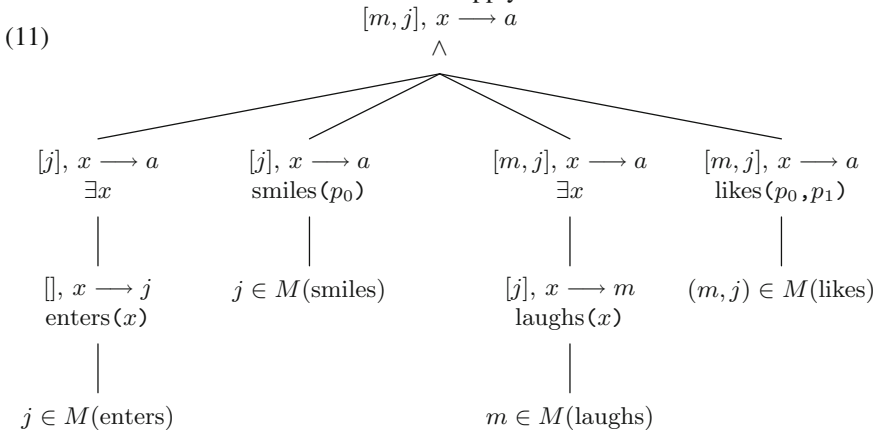 [m, j], x ⟶ a
(11)
∧
[j], x ⟶ a [j], x ⟶ a [m, j], x ⟶ a [m, j], x ⟶ a
∃x smiles(p₀) ∃x likes(p₀,p₁)
[], x ⟶ j j ∈ M(smiles) [j], x ⟶ m (m, j) ∈ M(likes)
enters(x) laughs(x)
j ∈ M(enters) m ∈ M(laughs)